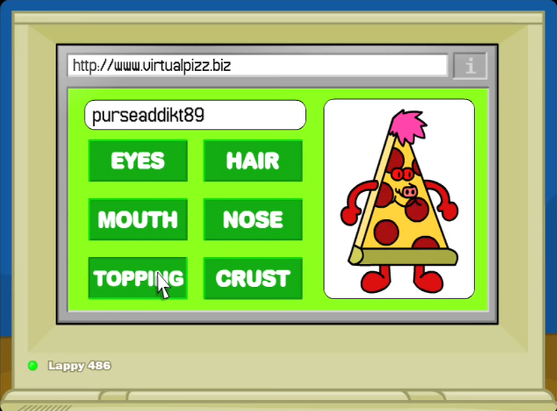 http://www.virtualpizz.biz
i
purseaddikt89
EYES
HAIR
MOUTH
NOSE
TOPPING
CRUST
Lappy 486